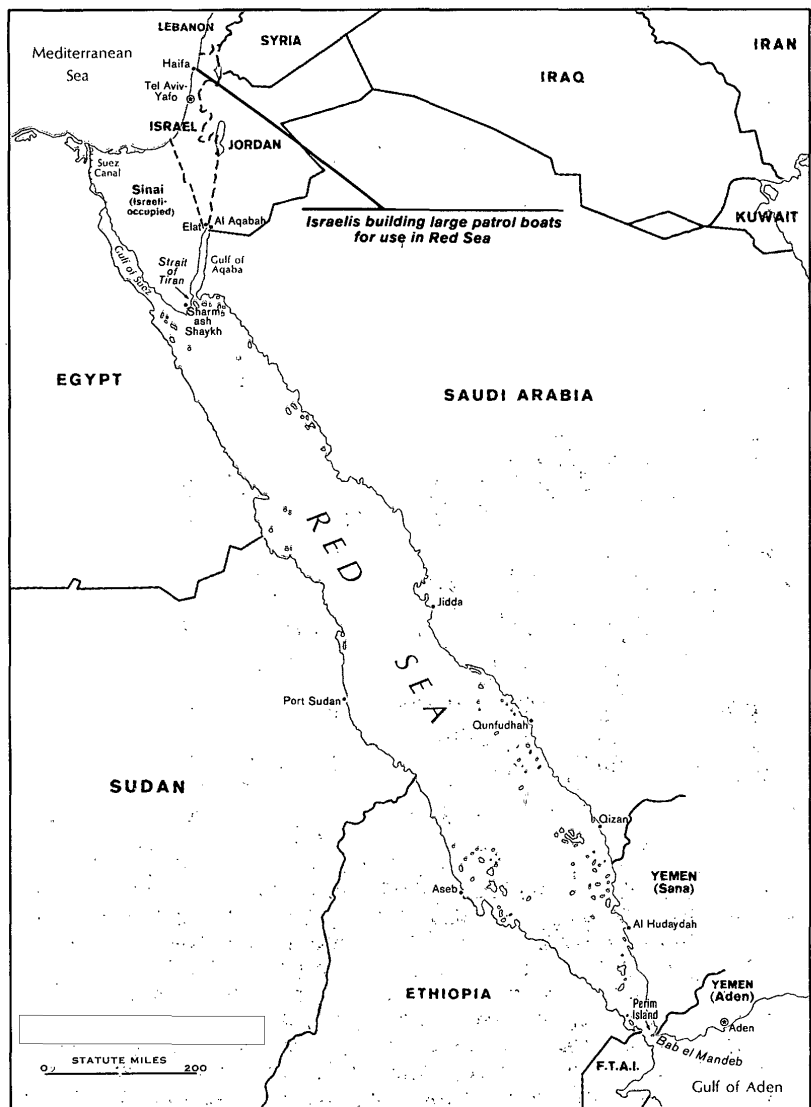 LEBANON
SYRIA
IRAN
Mediterranean
Sea
Haifa
IRAQ
Tel Aviv-
Yafo
ISRAEL
JORDAN
Suez
Canal
Sinai
(Israeli-
occupied)
KUWAIT
Elat
Al Aqabah
Israelis building large patrol boats
for use in Red Sea
Gulf of Suez
Strait
of
Tiran
Gulf of
Aqaba
Sharm
ash
Shaykh
EGYPT
SAUDI ARABIA
RED
SEA
Jidda
Port Sudan
Qunfudhah
SUDAN
Qizan
YEMEN
(Sana)
Aseb
Al Hudaydah
ETHIOPIA
YEMEN
(Aden)
Perim
Island
Aden
Bab el Mandeb
F.T.A.I.
Gulf of Aden
STATUTE MILES
0 200